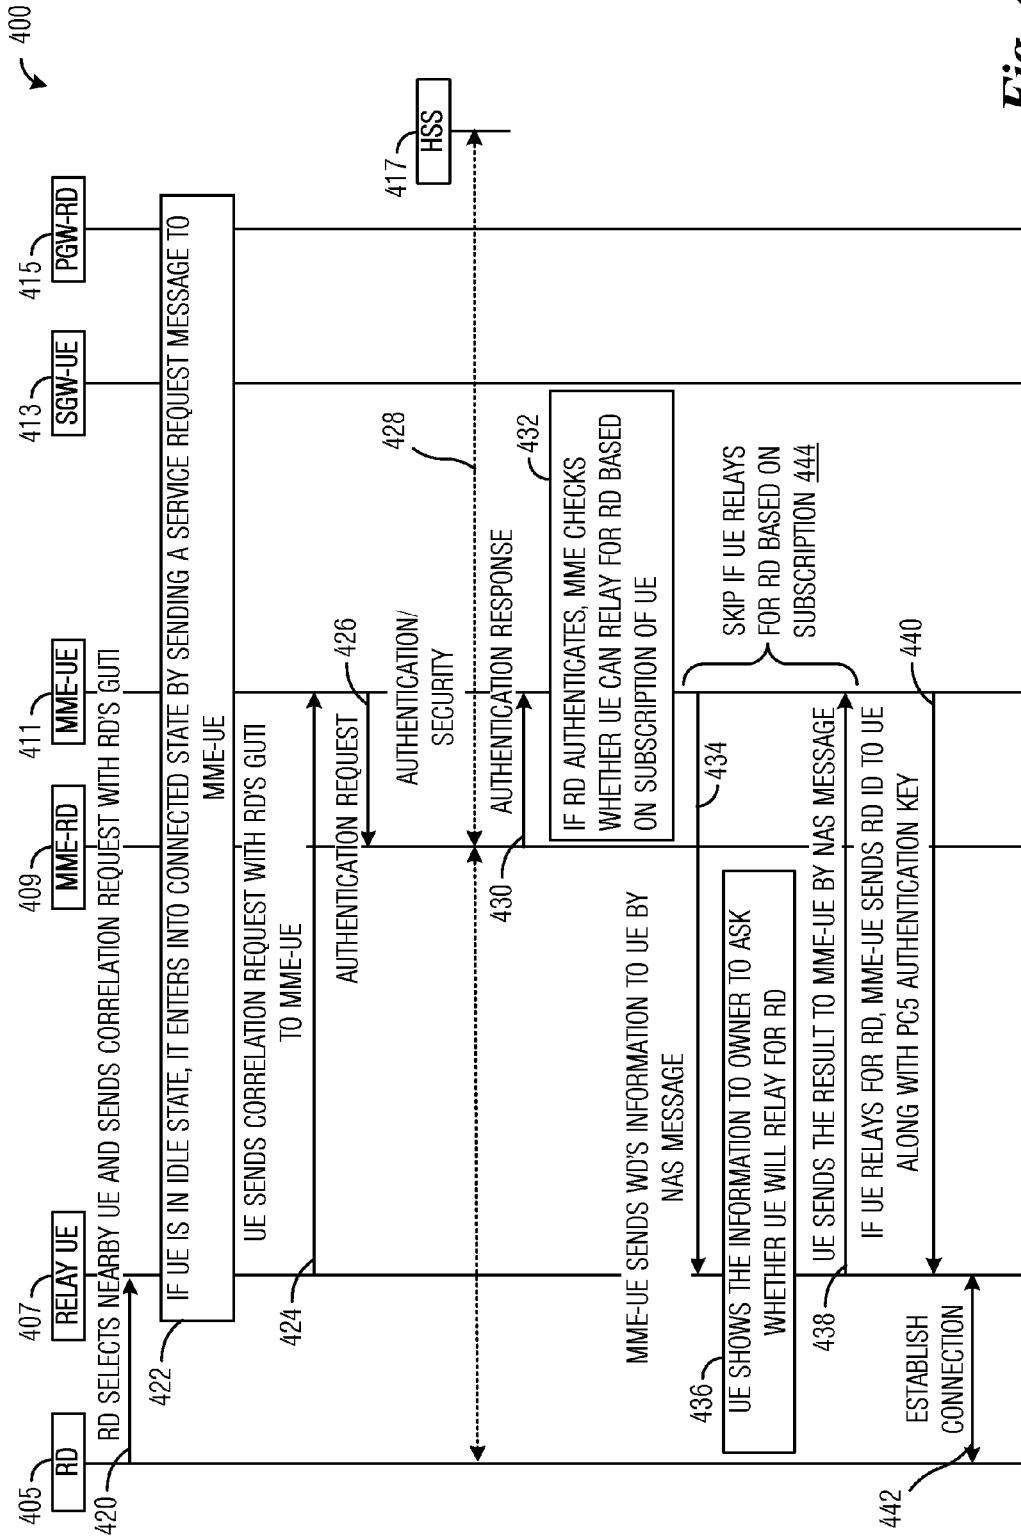 400
405
RD
407
RELAY UE
409
MME-RD
411
MME-UE
413
SGW-UE
415
PGW-RD
417
HSS
420
RD SELECTS NEARBY UE AND SENDS CORRELATION REQUEST WITH RD'S GUTI
422
IF UE IS IN IDLE STATE, IT ENTERS INTO CONNECTED STATE BY SENDING A SERVICE REQUEST MESSAGE TO
MME-UE
424
UE SENDS CORRELATION REQUEST WITH RD'S GUTI
TO MME-UE
AUTHENTICATION REQUEST
426
AUTHENTICATION/
SECURITY
428
AUTHENTICATION RESPONSE
430
432
IF RD AUTHENTICATES, MME CHECKS
WHETHER UE CAN RELAY FOR RD BASED
ON SUBSCRIPTION OF UE
MME-UE SENDS WD'S INFORMATION TO UE BY
NAS MESSAGE
434
436
UE SHOWS THE INFORMATION TO OWNER TO ASK
WHETHER UE WILL RELAY FOR RD
SKIP IF UE RELAYS
FOR RD BASED ON
SUBSCRIPTION 444
438
UE SENDS THE RESULT TO MME-UE BY NAS MESSAGE
IF UE RELAYS FOR RD, MME-UE SENDS RD ID TO UE
ALONG WITH PC5 AUTHENTICATION KEY
440
ESTABLISH
CONNECTION
442